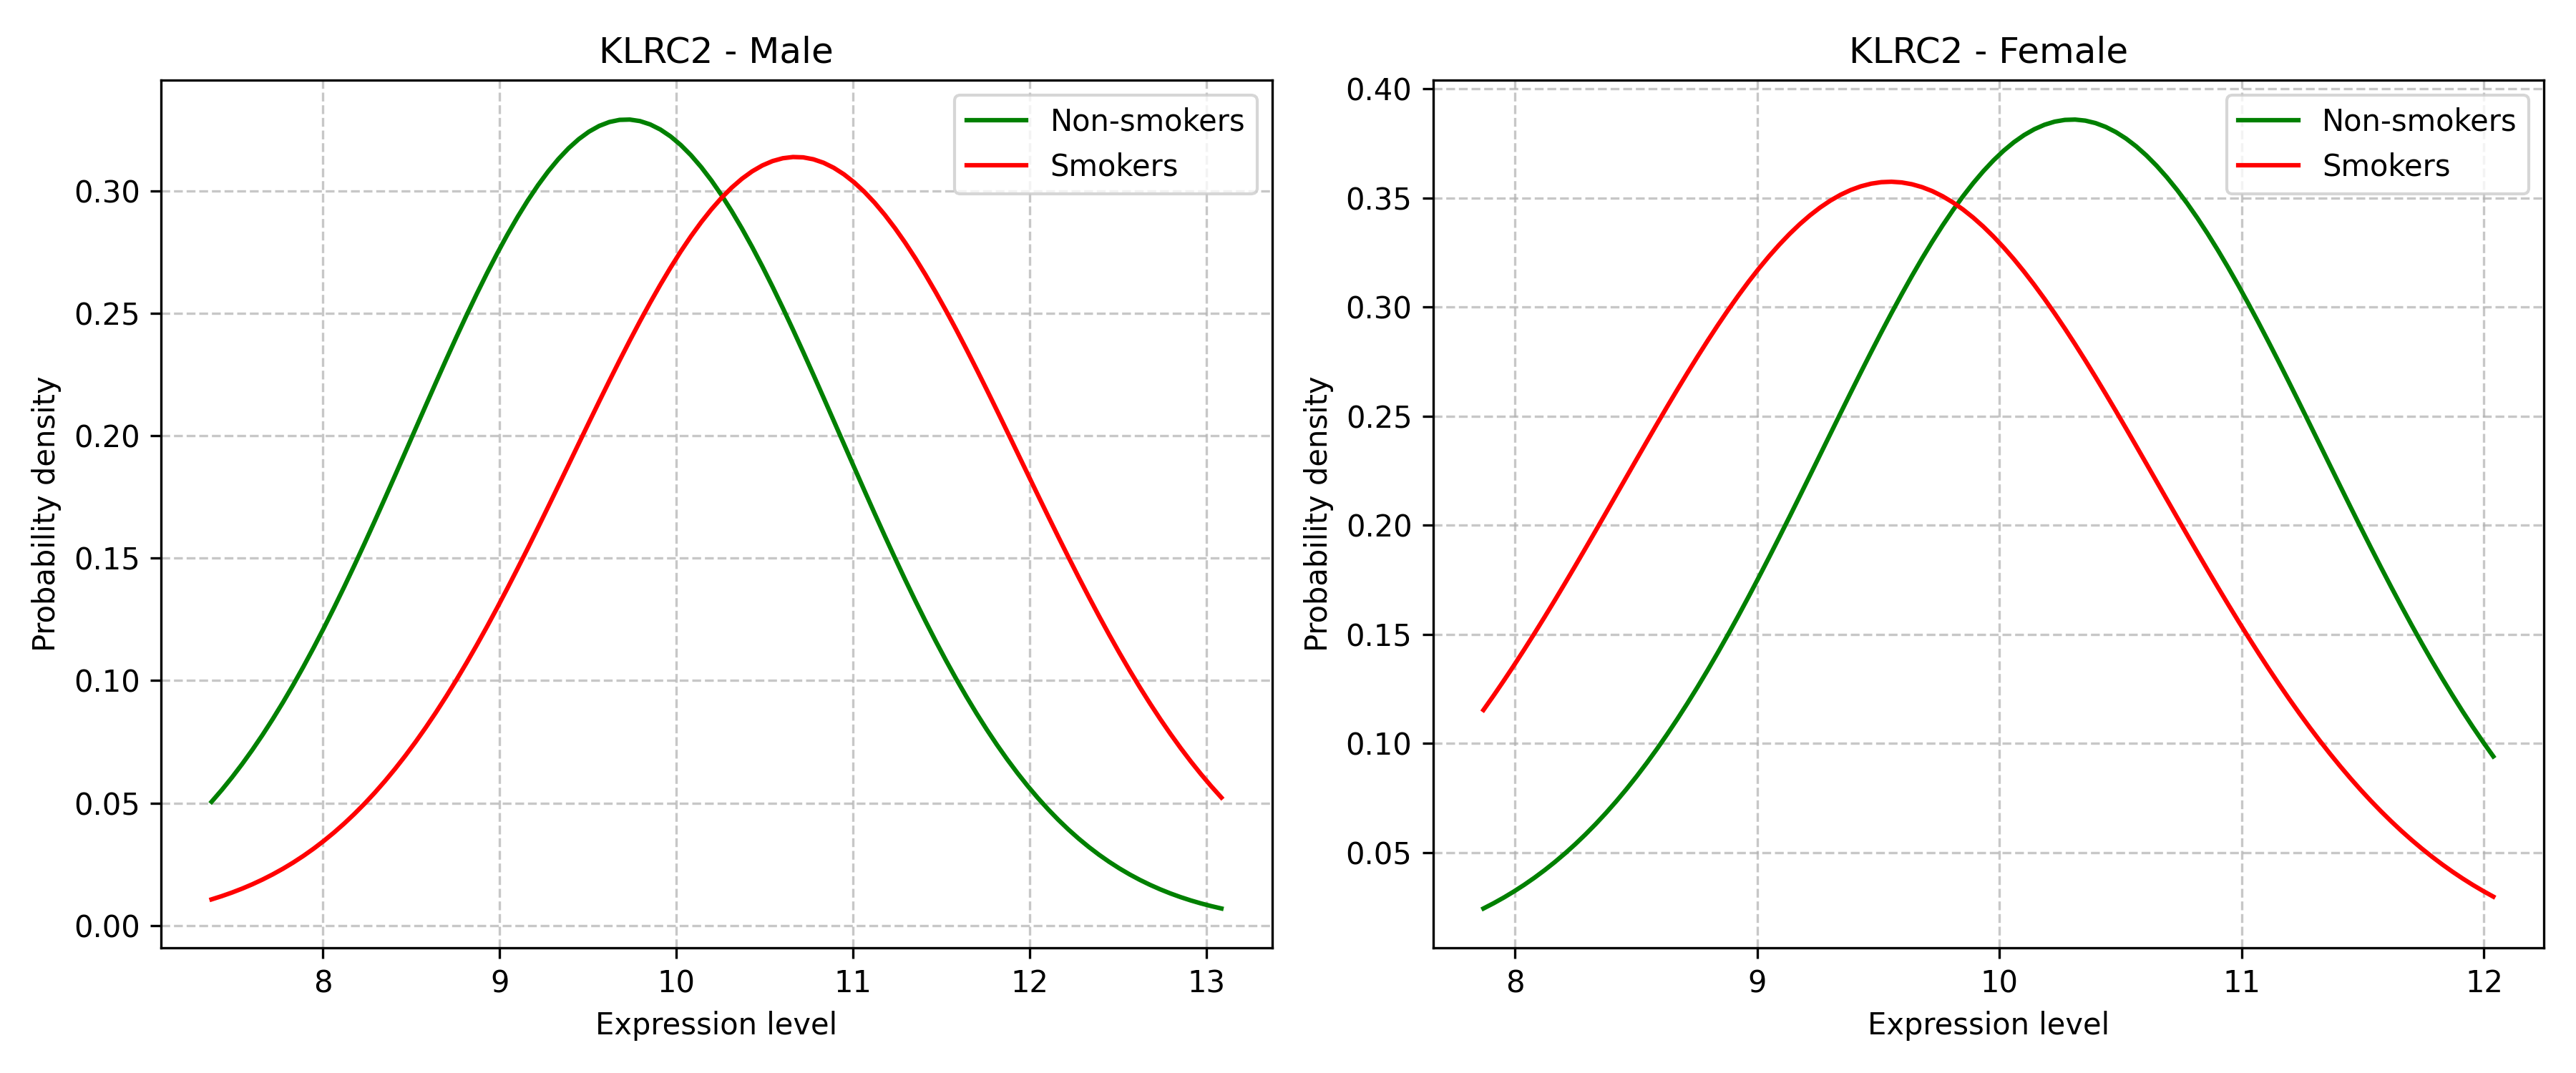 KLRC2 - Male
Non-smokers
Smokers
Probability density
0.30
0.25
0.20
0.15
0.10
0.05
0.00
8 9 10 11 12 13
Expression level
KLRC2 - Female
Non-smokers
Smokers
Probability density
0.40
0.35
0.30
0.25
0.20
0.15
0.10
0.05
8 9 10 11 12
Expression level